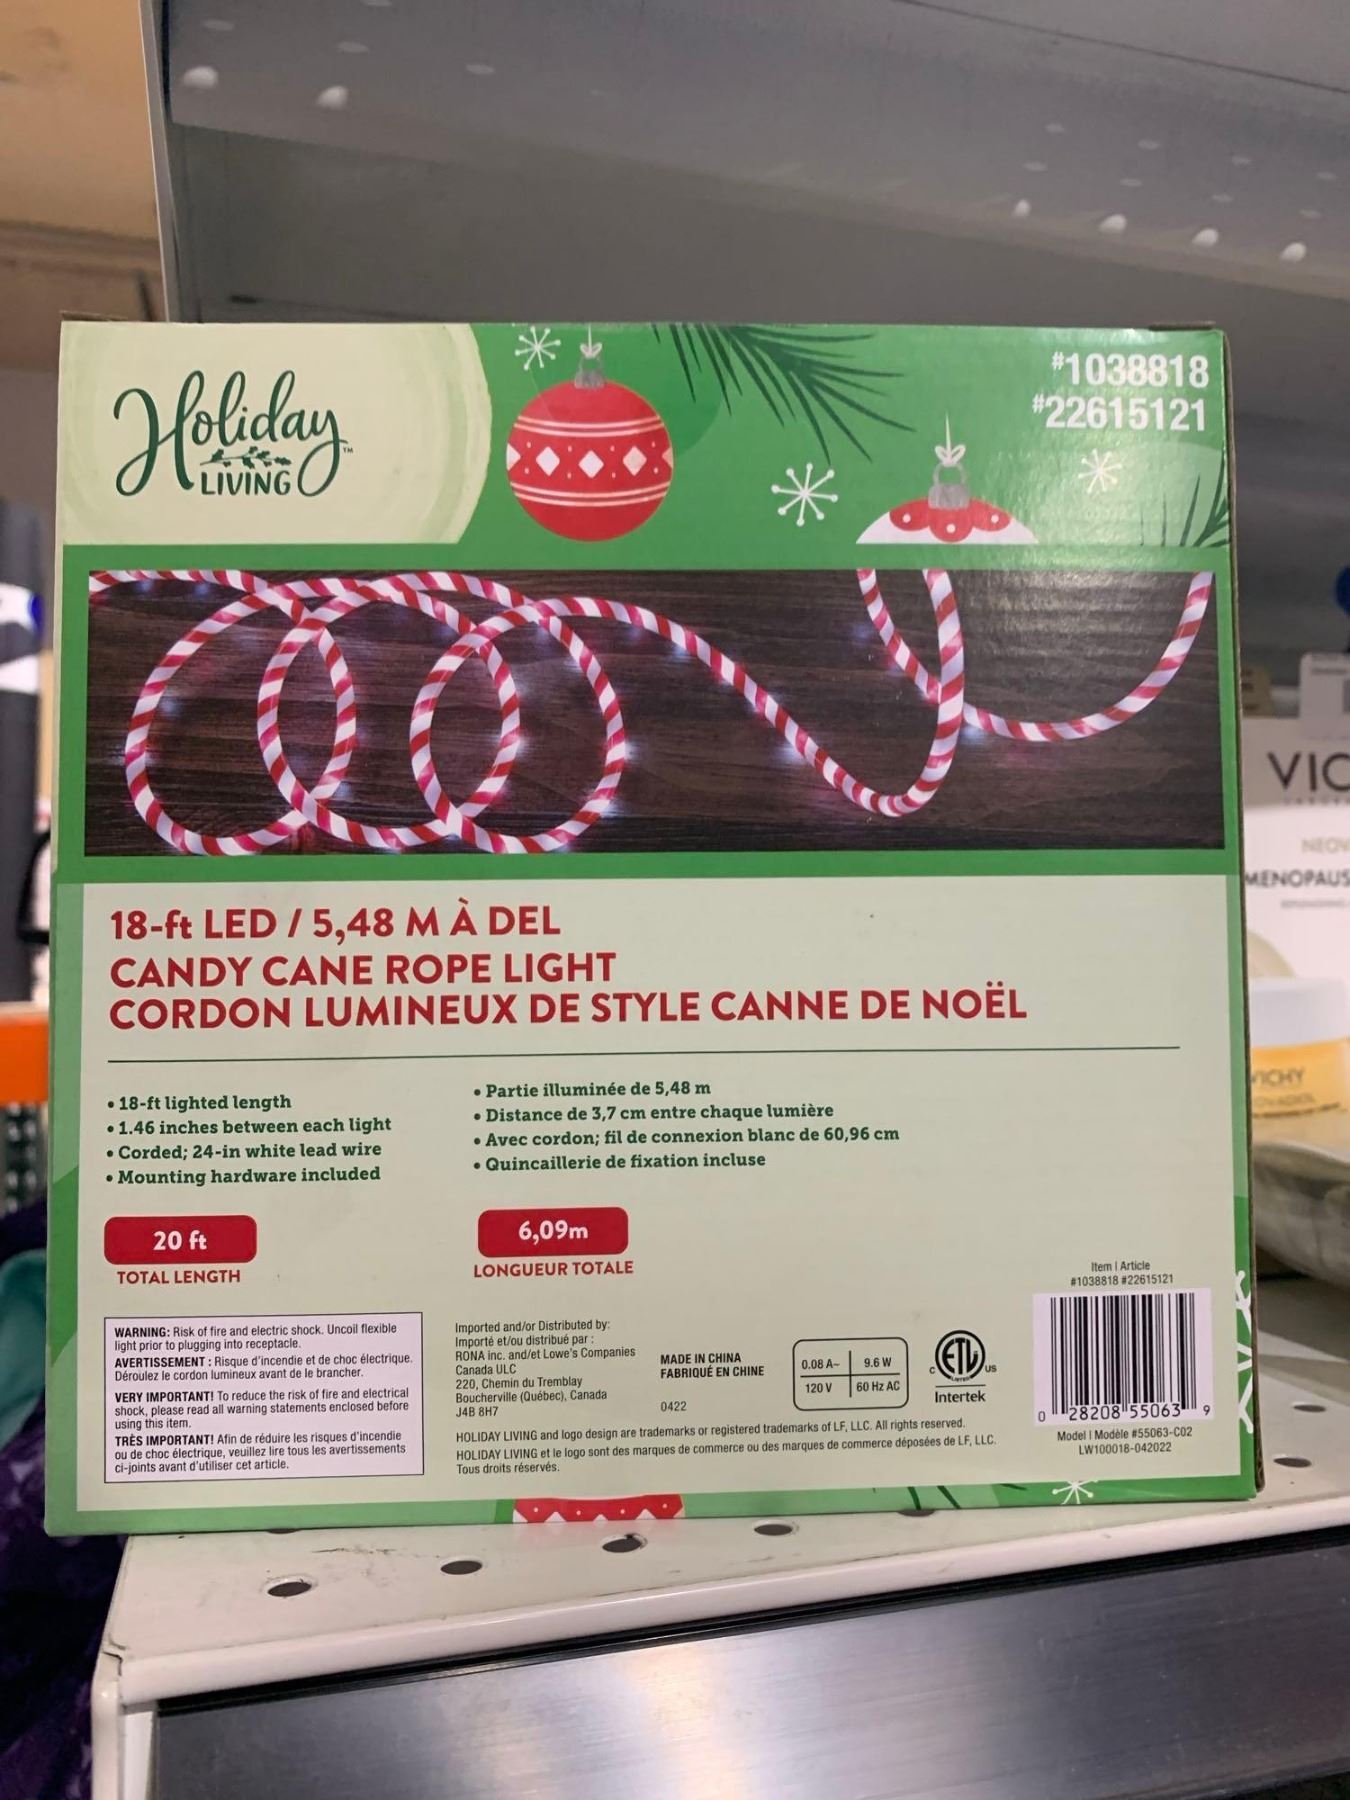 Holiday
LIVING™
#1038818
#22615121
18-ft LED / 5,48 M À DEL
CANDY CANE ROPE LIGHT
CORDON LUMINEUX DE STYLE CANNE DE NOËL
• 18-ft lighted length
• 1.46 inches between each light
• Corded; 24-in white lead wire
• Mounting hardware included
• Partie illuminée de 5,48 m
• Distance de 3,7 cm entre chaque lumière
• Avec cordon; fil de connexion blanc de 60,96 cm
• Quincaillerie de fixation incluse
20 ft
TOTAL LENGTH
6,09m
LONGUEUR TOTALE
WARNING: Risk of fire and electric shock. Uncoil flexible
light prior to plugging into receptacle.
AVERTISSEMENT : Risque d'incendie et de choc électrique.
Déroulez le cordon lumineux avant de le brancher.
VERY IMPORTANT! To reduce the risk of fire and electrical
shock, please read all warning statements enclosed before
using this item.
TRÈS IMPORTANT! Afin de réduire les risques d'incendie
ou de choc électrique, veuillez lire tous les avertissements
ci-joints avant d'utiliser cet article.
Imported and/or Distributed by:
Importé et/ou distribué par :
RONA inc. and/et Lowe's Companies
Canada ULC
220, Chemin du Tremblay
Boucherville (Québec), Canada
J4B 8H7
MADE IN CHINA
FABRIQUÉ EN CHINE
0422
0.08 A~ 9.6 W
120 V 60 Hz AC
C ETL US
LISTED
Intertek
HOLIDAY LIVING and logo design are trademarks or registered trademarks of LF, LLC. All rights reserved.
HOLIDAY LIVING et le logo sont des marques de commerce ou des marques de commerce déposées de LF, LLC.
Tous droits réservés.
Item | Article
#1038818 #22615121
0 28208 55063 9
Model | Modèle #55063-C02
LW100018-042022
VIC
NEOV
MENOPAUS
VICHY